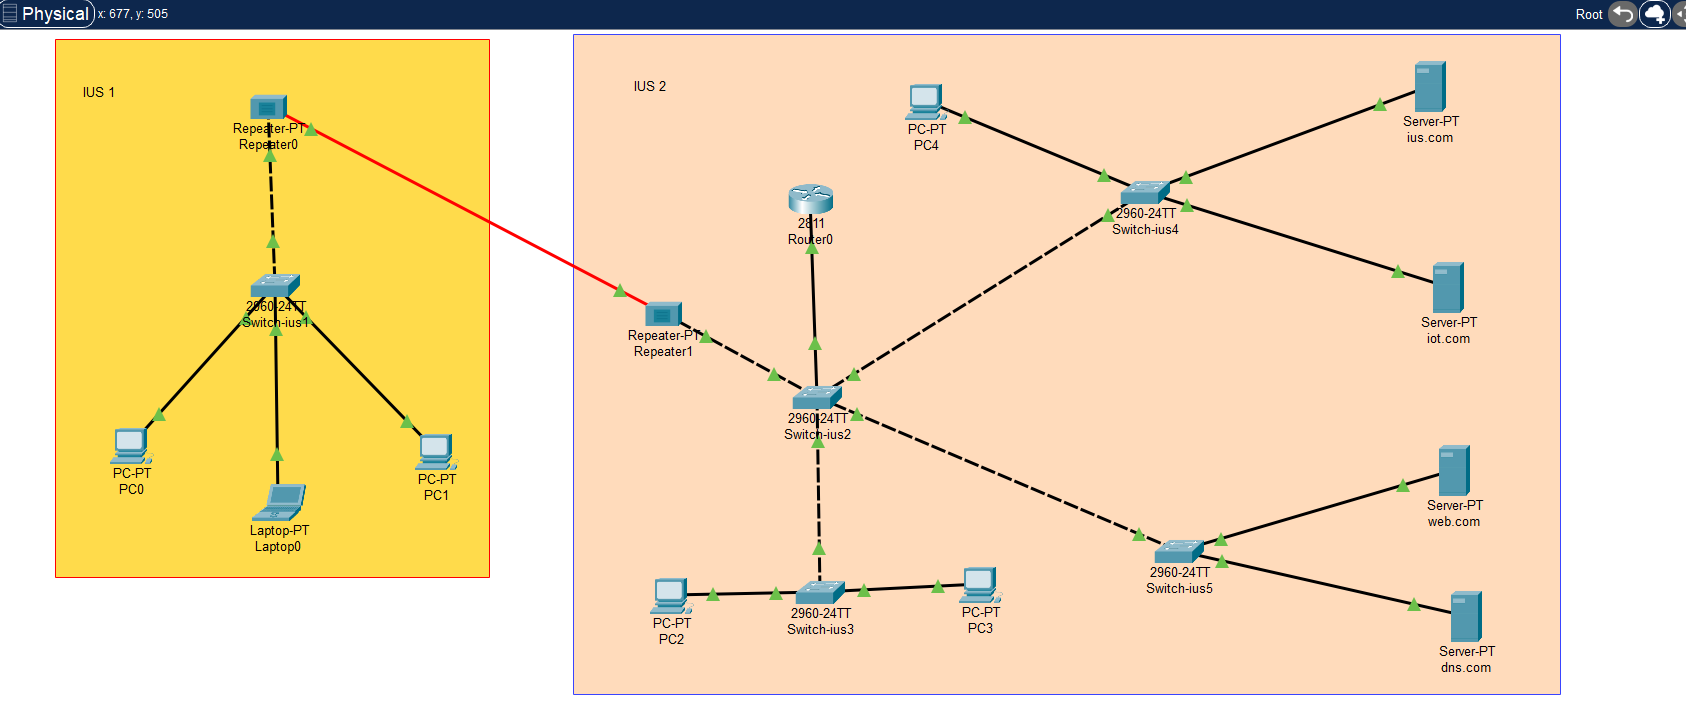 Physical x: 677, y: 505
Root
IUS 1
Repeater-PT
Repeater0
2960-24TT
Switch-ius1
PC-PT
PC0
Laptop-PT
Laptop0
PC-PT
PC1
IUS 2
PC-PT
PC4
Server-PT
ius.com
2811
Router0
2960-24TT
Switch-ius4
Server-PT
iot.com
Repeater-PT
Repeater1
2960-24TT
Switch-ius2
Server-PT
web.com
2960-24TT
Switch-ius5
PC-PT
PC2
2960-24TT
Switch-ius3
PC-PT
PC3
Server-PT
dns.com